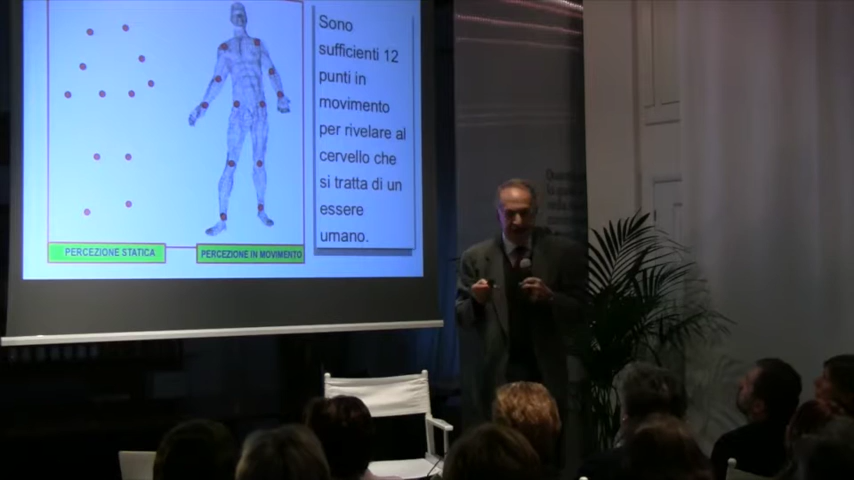 Sono
sufficienti 12
punti in
movimento
per rivelare al
cervello che
si tratta di un
essere
umano.
PERCEZIONE STATICA
PERCEZIONE IN MOVIMENTO